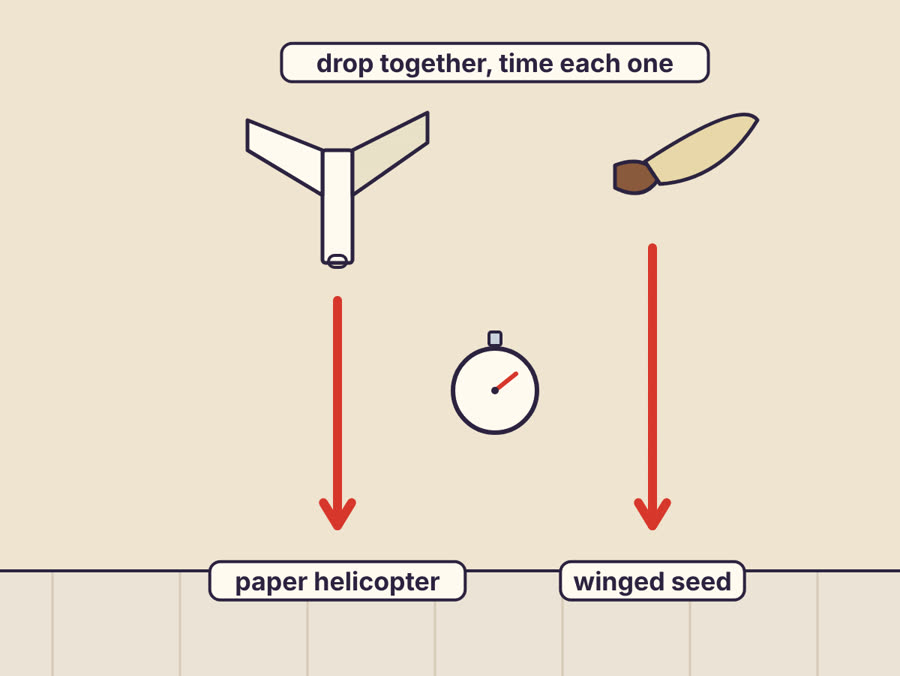 drop together, time each one
paper helicopter
winged seed